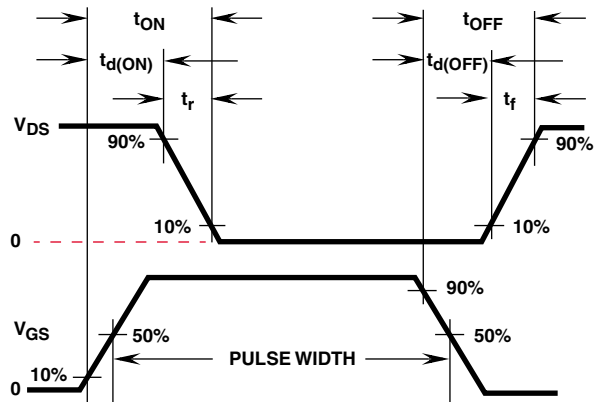 tON
tOFF
td(ON)
td(OFF)
tr
tf
VDS
90%
90%
10%
10%
0
90%
VGS
50%
50%
PULSE WIDTH
10%
0